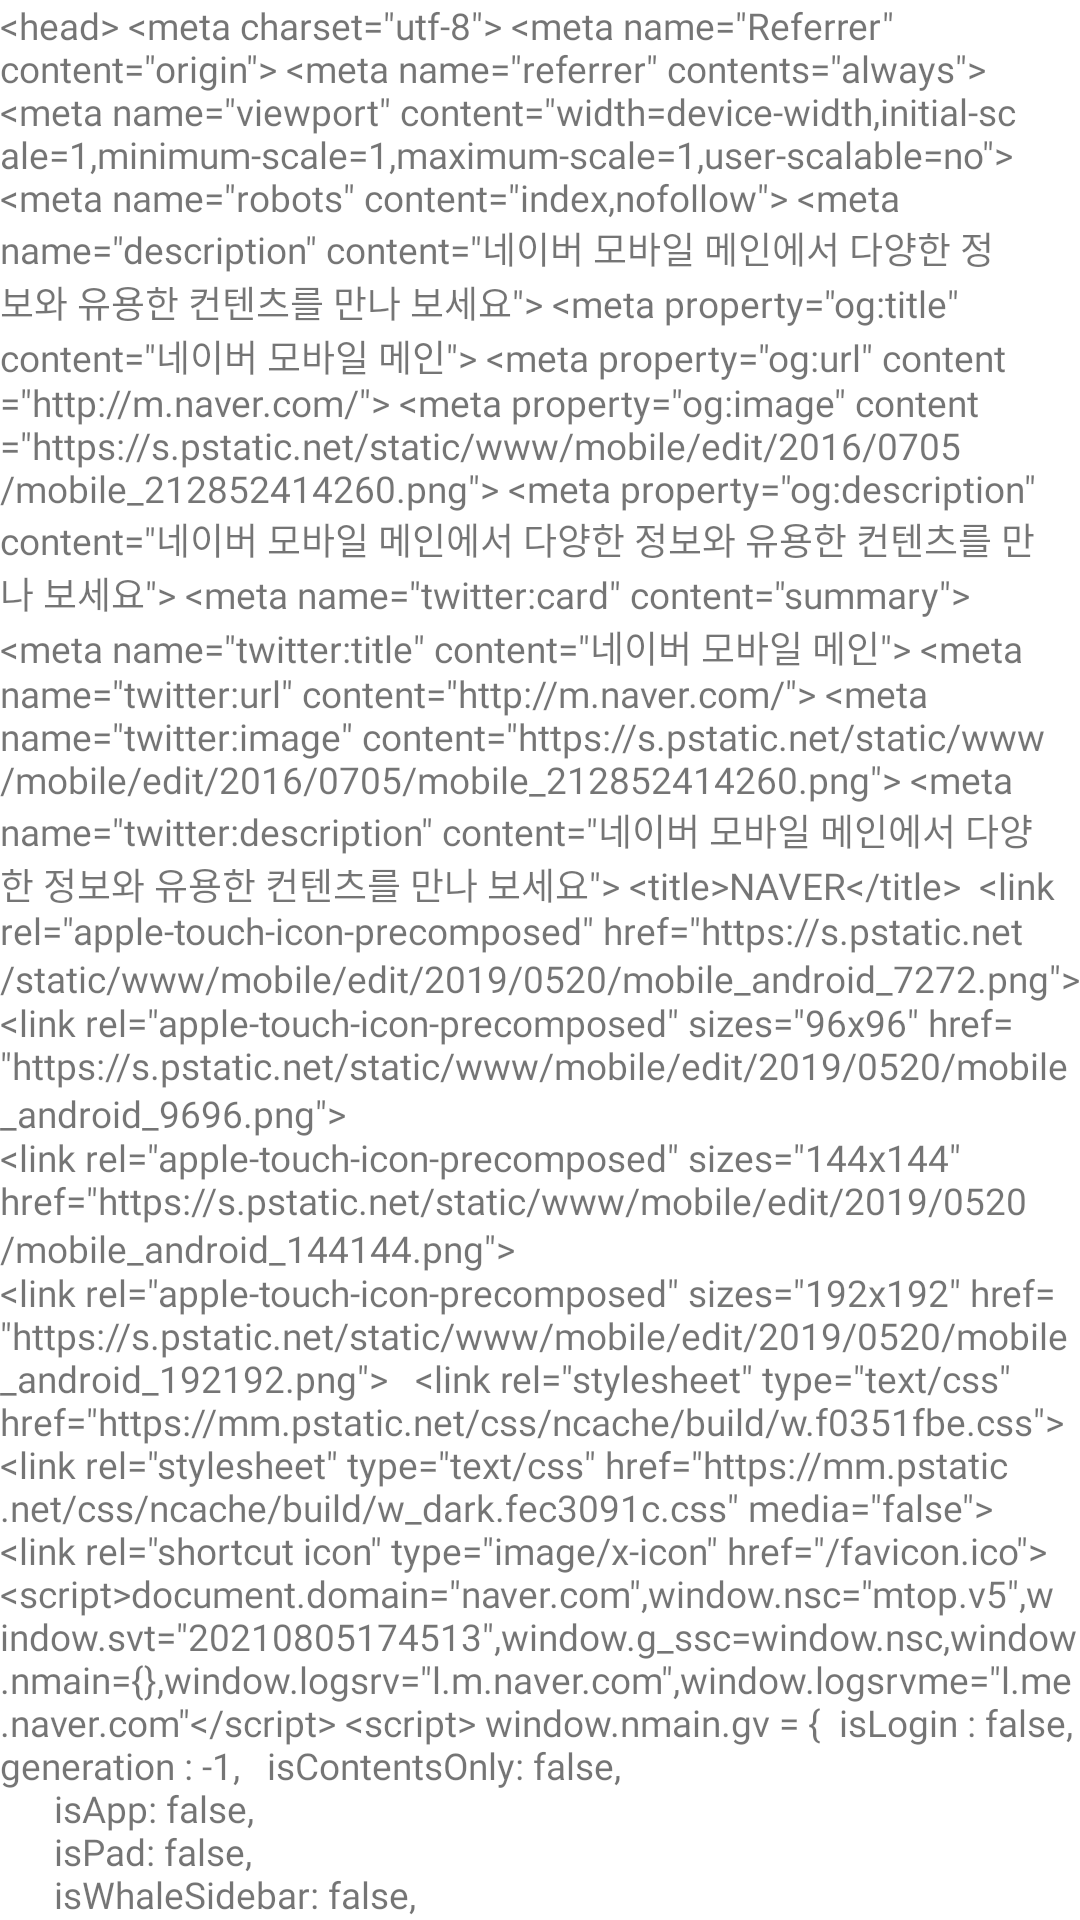 <head> <meta charset="utf-8"> <meta name="Referrer"
content="origin"> <meta name="referrer" contents="always">
<meta name="viewport" content="width=device-width,initial-sc
ale=1,minimum-scale=1,maximum-scale=1,user-scalable=no">
<meta name="robots" content="index,nofollow"> <meta
name="description" content="네이버 모바일 메인에서 다양한 정
보와 유용한 컨텐츠를 만나 보세요"> <meta property="og:title"
content="네이버 모바일 메인"> <meta property="og:url" content
="http://m.naver.com/"> <meta property="og:image" content
="https://s.pstatic.net/static/www/mobile/edit/2016/0705
/mobile_212852414260.png"> <meta property="og:description"
content="네이버 모바일 메인에서 다양한 정보와 유용한 컨텐츠를 만
나 보세요"> <meta name="twitter:card" content="summary">
<meta name="twitter:title" content="네이버 모바일 메인"> <meta
name="twitter:url" content="http://m.naver.com/"> <meta
name="twitter:image" content="https://s.pstatic.net/static/www
/mobile/edit/2016/0705/mobile_212852414260.png"> <meta
name="twitter:description" content="네이버 모바일 메인에서 다양
한 정보와 유용한 컨텐츠를 만나 보세요"> <title>NAVER</title>  <link
rel="apple-touch-icon-precomposed" href="https://s.pstatic.net
/static/www/mobile/edit/2019/0520/mobile_android_7272.png">
<link rel="apple-touch-icon-precomposed" sizes="96x96" href=
"https://s.pstatic.net/static/www/mobile/edit/2019/0520/mobile
_android_9696.png">
<link rel="apple-touch-icon-precomposed" sizes="144x144"
href="https://s.pstatic.net/static/www/mobile/edit/2019/0520
/mobile_android_144144.png">
<link rel="apple-touch-icon-precomposed" sizes="192x192" href=
"https://s.pstatic.net/static/www/mobile/edit/2019/0520/mobile
_android_192192.png">   <link rel="stylesheet" type="text/css"
href="https://mm.pstatic.net/css/ncache/build/w.f0351fbe.css">
<link rel="stylesheet" type="text/css" href="https://mm.pstatic
.net/css/ncache/build/w_dark.fec3091c.css" media="false">
<link rel="shortcut icon" type="image/x-icon" href="/favicon.ico">
<script>document.domain="naver.com",window.nsc="mtop.v5",w
indow.svt="20210805174513",window.g_ssc=window.nsc,window
.nmain={},window.logsrv="l.m.naver.com",window.logsrvme="l.me
.naver.com"</script> <script> window.nmain.gv = {  isLogin : false,
generation : -1,   isContentsOnly: false,
isApp: false,
isPad: false,
isWhaleSidebar: false,